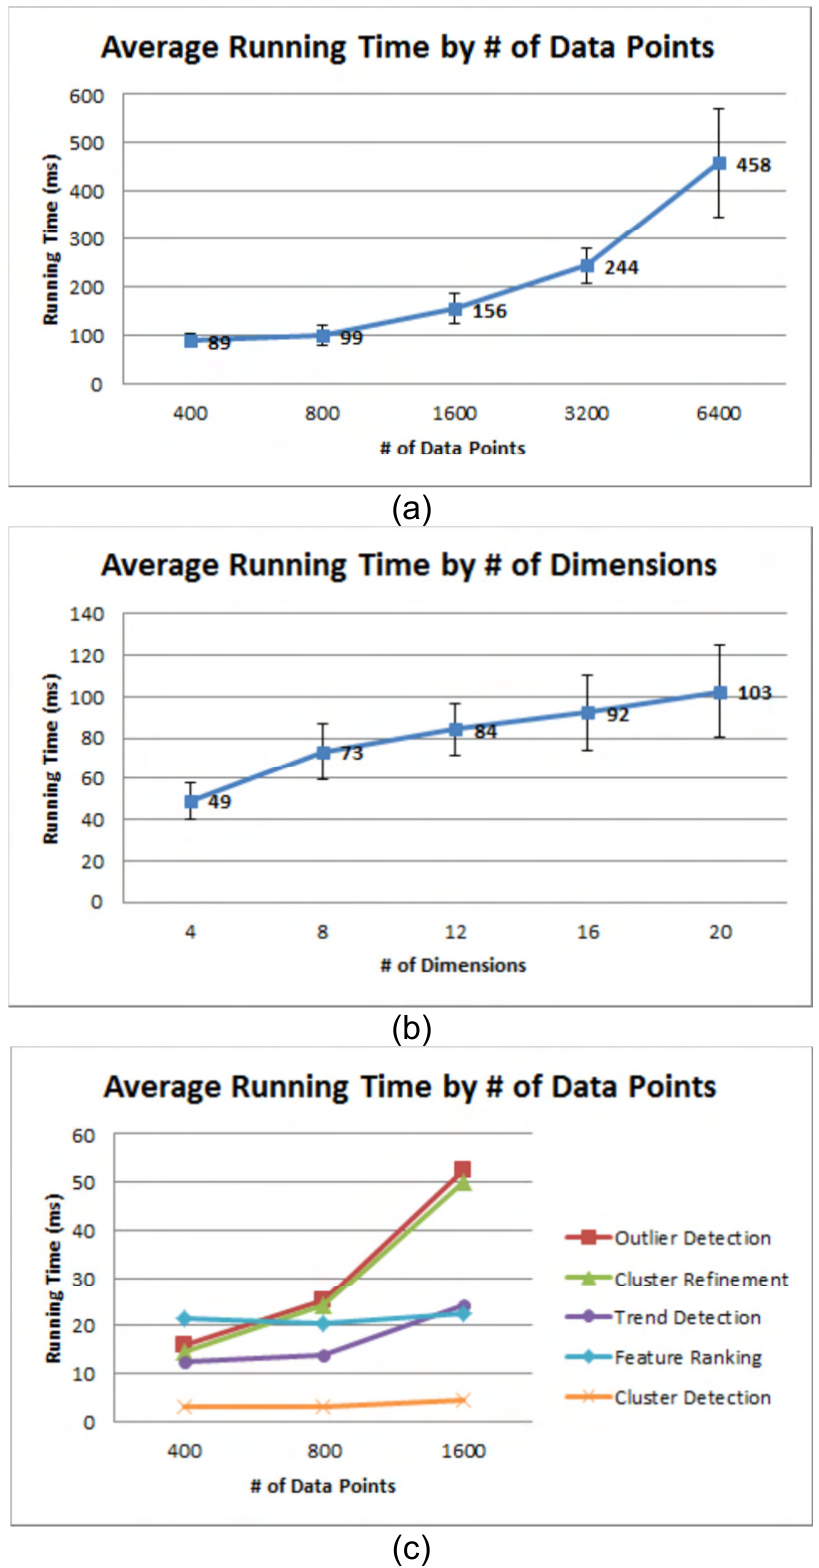 Average Running Time by # of Data Points
600
500
400
300
200
100
0
Running Time (ms)
89
99
156
244
458
400 800 1600 3200 6400
# of Data Points
(a)
Average Running Time by # of Dimensions
140
120
100
80
60
40
20
0
Running Time (ms)
49
73
84
92
103
4 8 12 16 20
# of Dimensions
(b)
Average Running Time by # of Data Points
60
50
40
30
20
10
0
Running Time (ms)
400 800 1600
# of Data Points
Outlier Detection
Cluster Refinement
Trend Detection
Feature Ranking
Cluster Detection
(c)